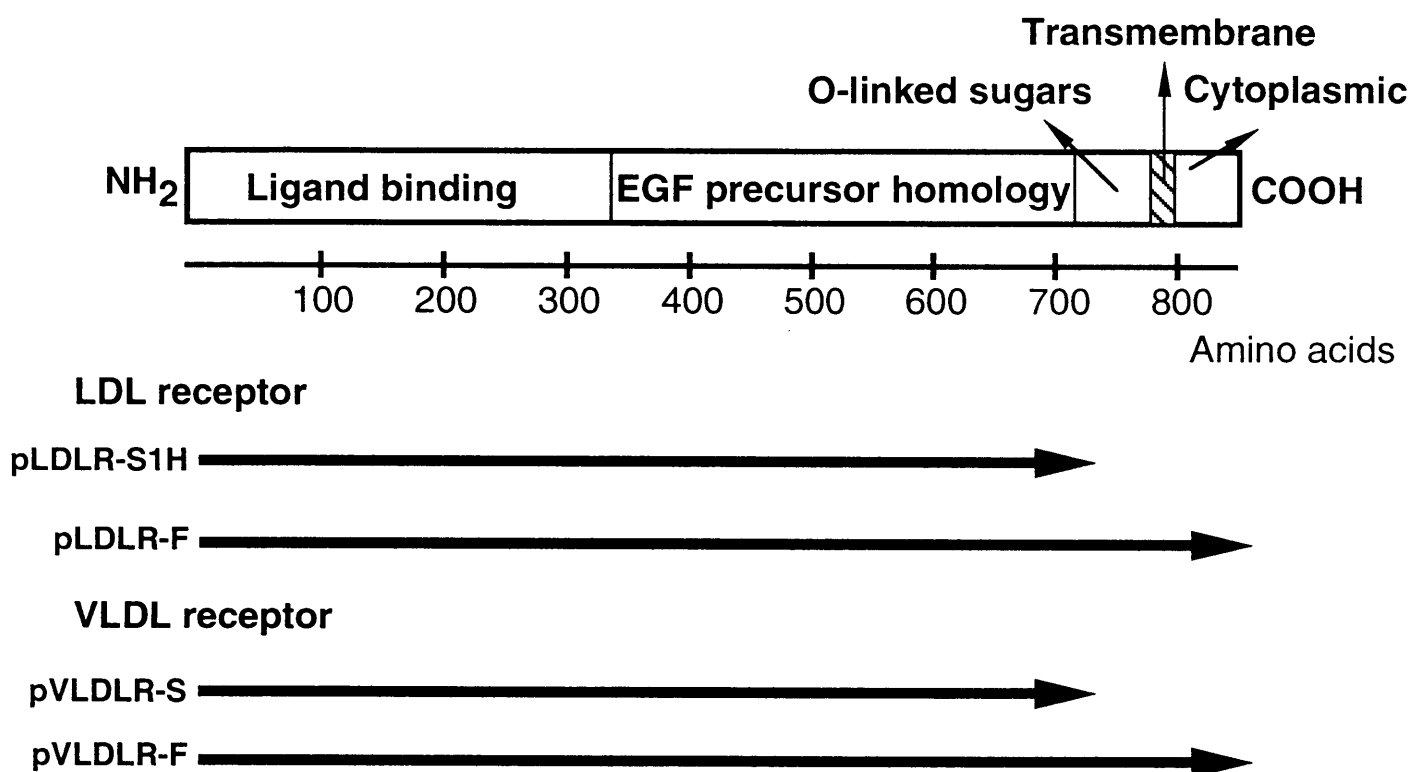 Transmembrane
O-linked sugars
Cytoplasmic
NH2
Ligand binding
EGF precursor homology
COOH
100 200 300 400 500 600 700 800
Amino acids
LDL receptor
pLDLR-S1H
pLDLR-F
VLDL receptor
pVLDLR-S
pVLDLR-F